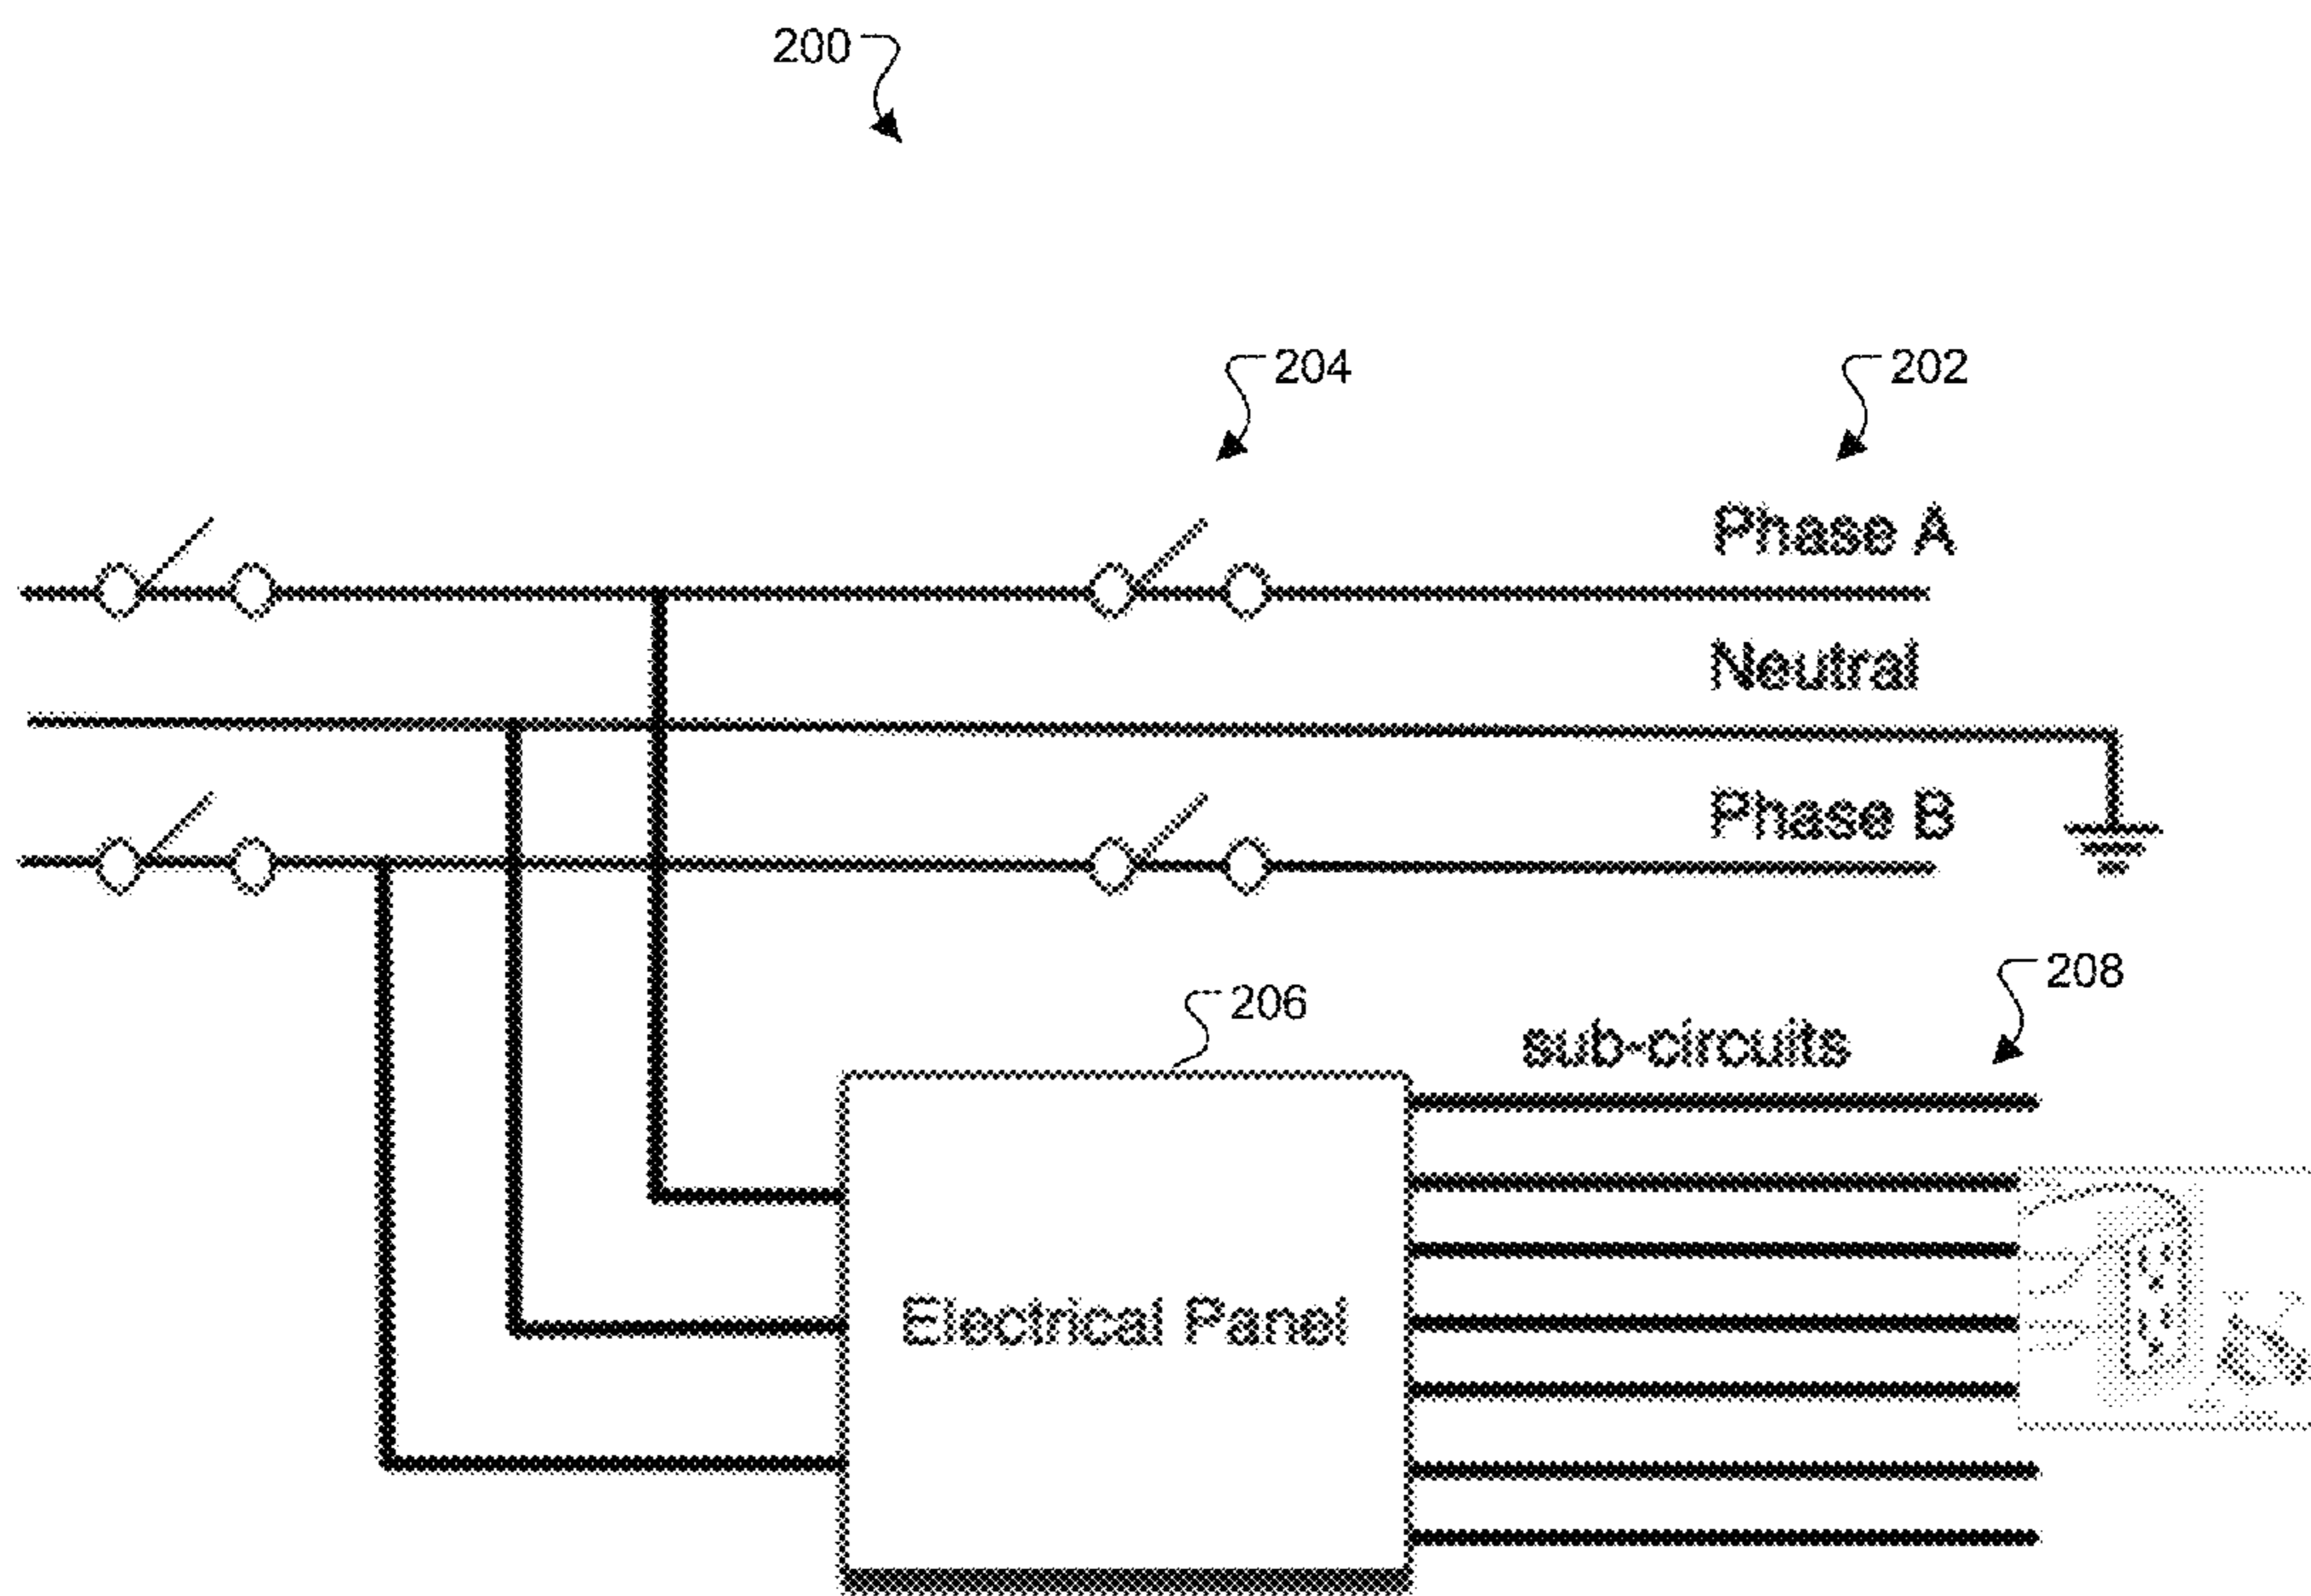 200
204
202
Phase A
Neutral
Phase B
208
206
sub-circuits
Electrical Panel